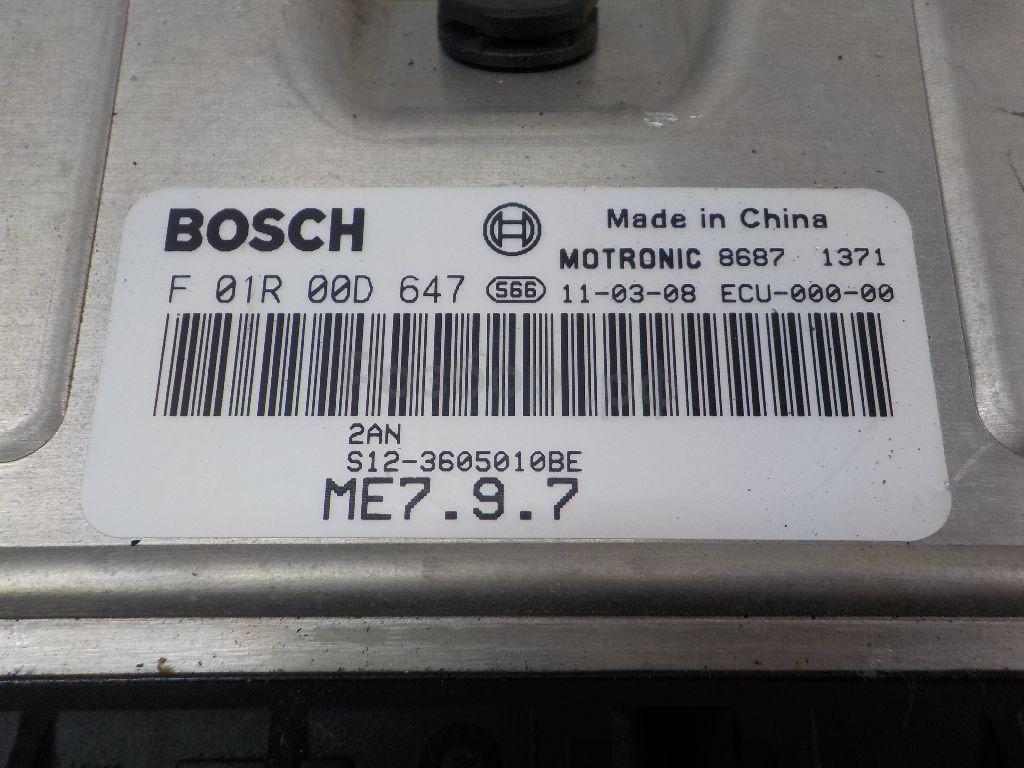 BOSCH
Made in China
MOTRONIC 8687 1371
F 01R 00D 647 S66 11-03-08 ECU-000-00
2AN
S12-3605010BE
ME7.9.7